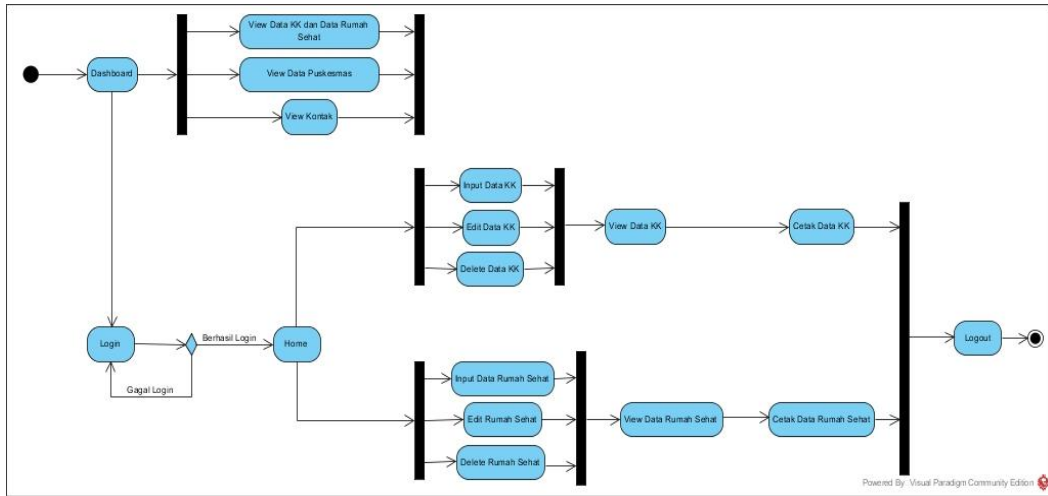 View Data KK dan Data Rumah
Sehat
Dashboard
View Data Puskesmas
View Kontak
Input Data KK
Edit Data KK
View Data KK
Cetak Data KK
Delete Data KK
Login
Berhasil Login
Home
Logout
Gagal Login
Input Data Rumah Sehat
Edit Rumah Sehat
View Data Rumah Sehat
Cetak Data Rumah Sehat
Delete Rumah Sehat
Powered By Visual Paradigm Community Edition